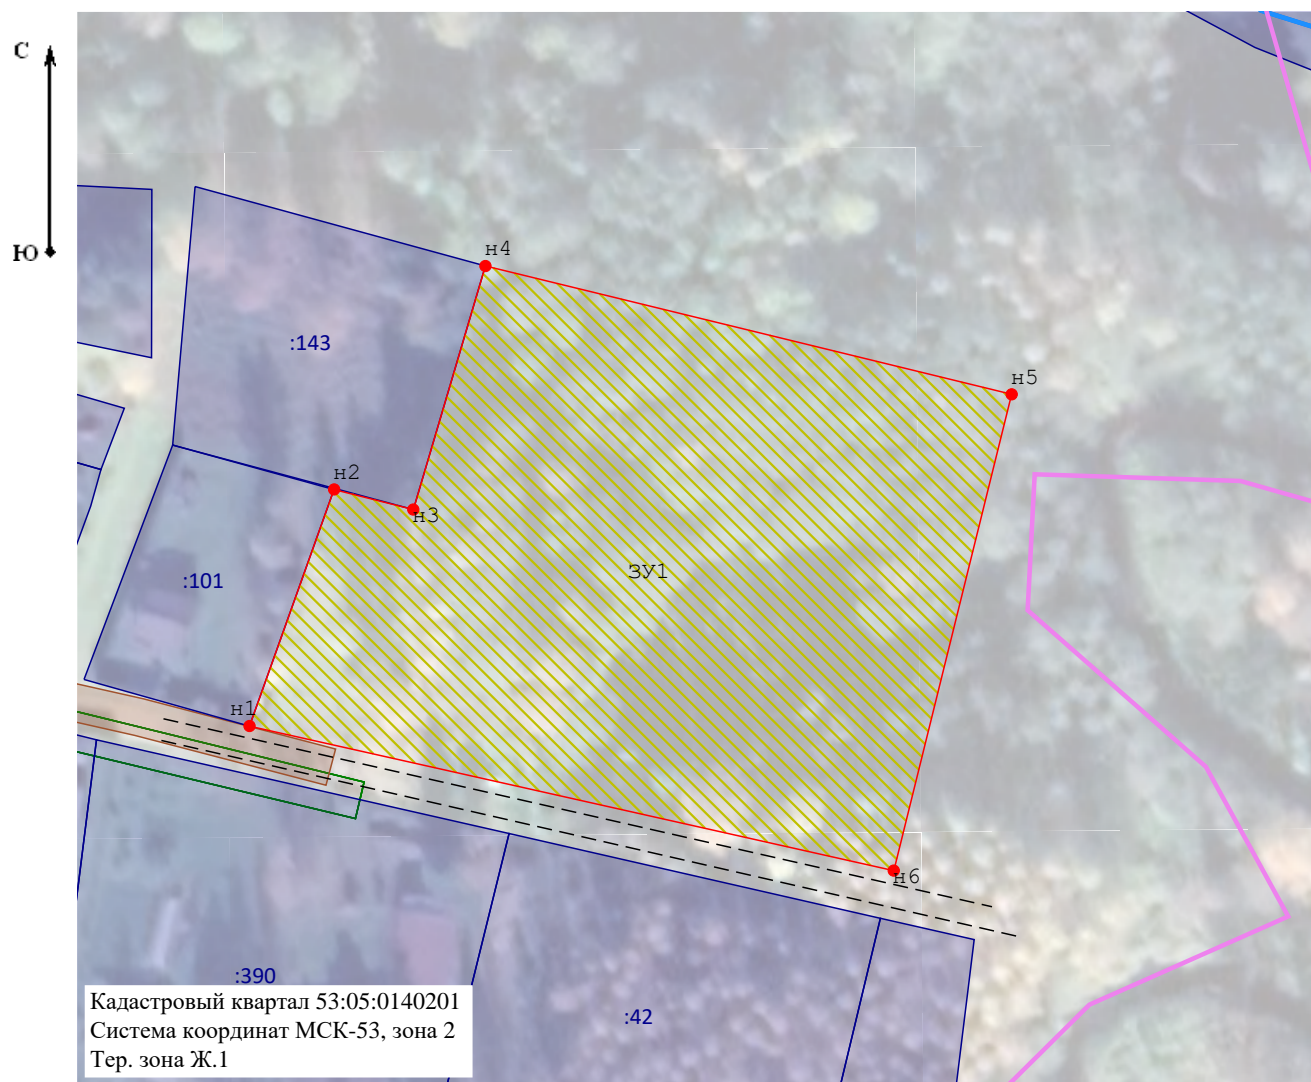 С
Ю
н4
:143
н5
н2
н3
ЗУ1
:101
н1
н6
:390
:42
Кадастровый квартал 53:05:0140201
Система координат МСК-53, зона 2
Тер. зона Ж.1